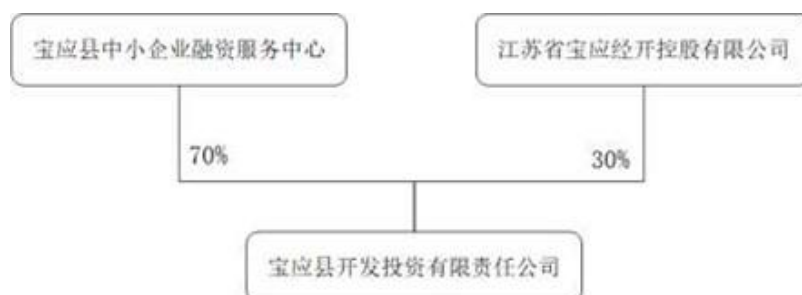 宝应县中小企业融资服务中心
江苏省宝应经开控股有限公司
70%
30%
宝应县开发投资有限责任公司